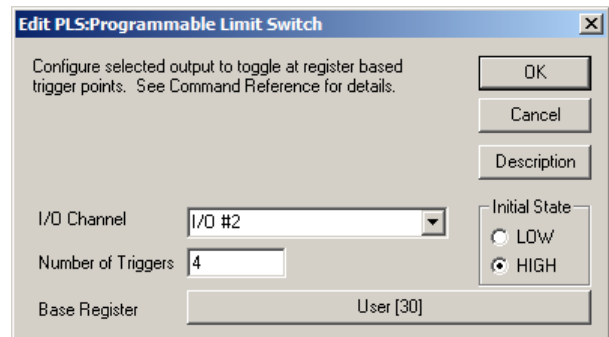 Edit PLS:Programmable Limit Switch
Configure selected output to toggle at register based
trigger points. See Command Reference for details.
OK
Cancel
Description
I/O Channel
I/O #2
Initial State
LOW
HIGH
Number of Triggers
4
Base Register
User [30]